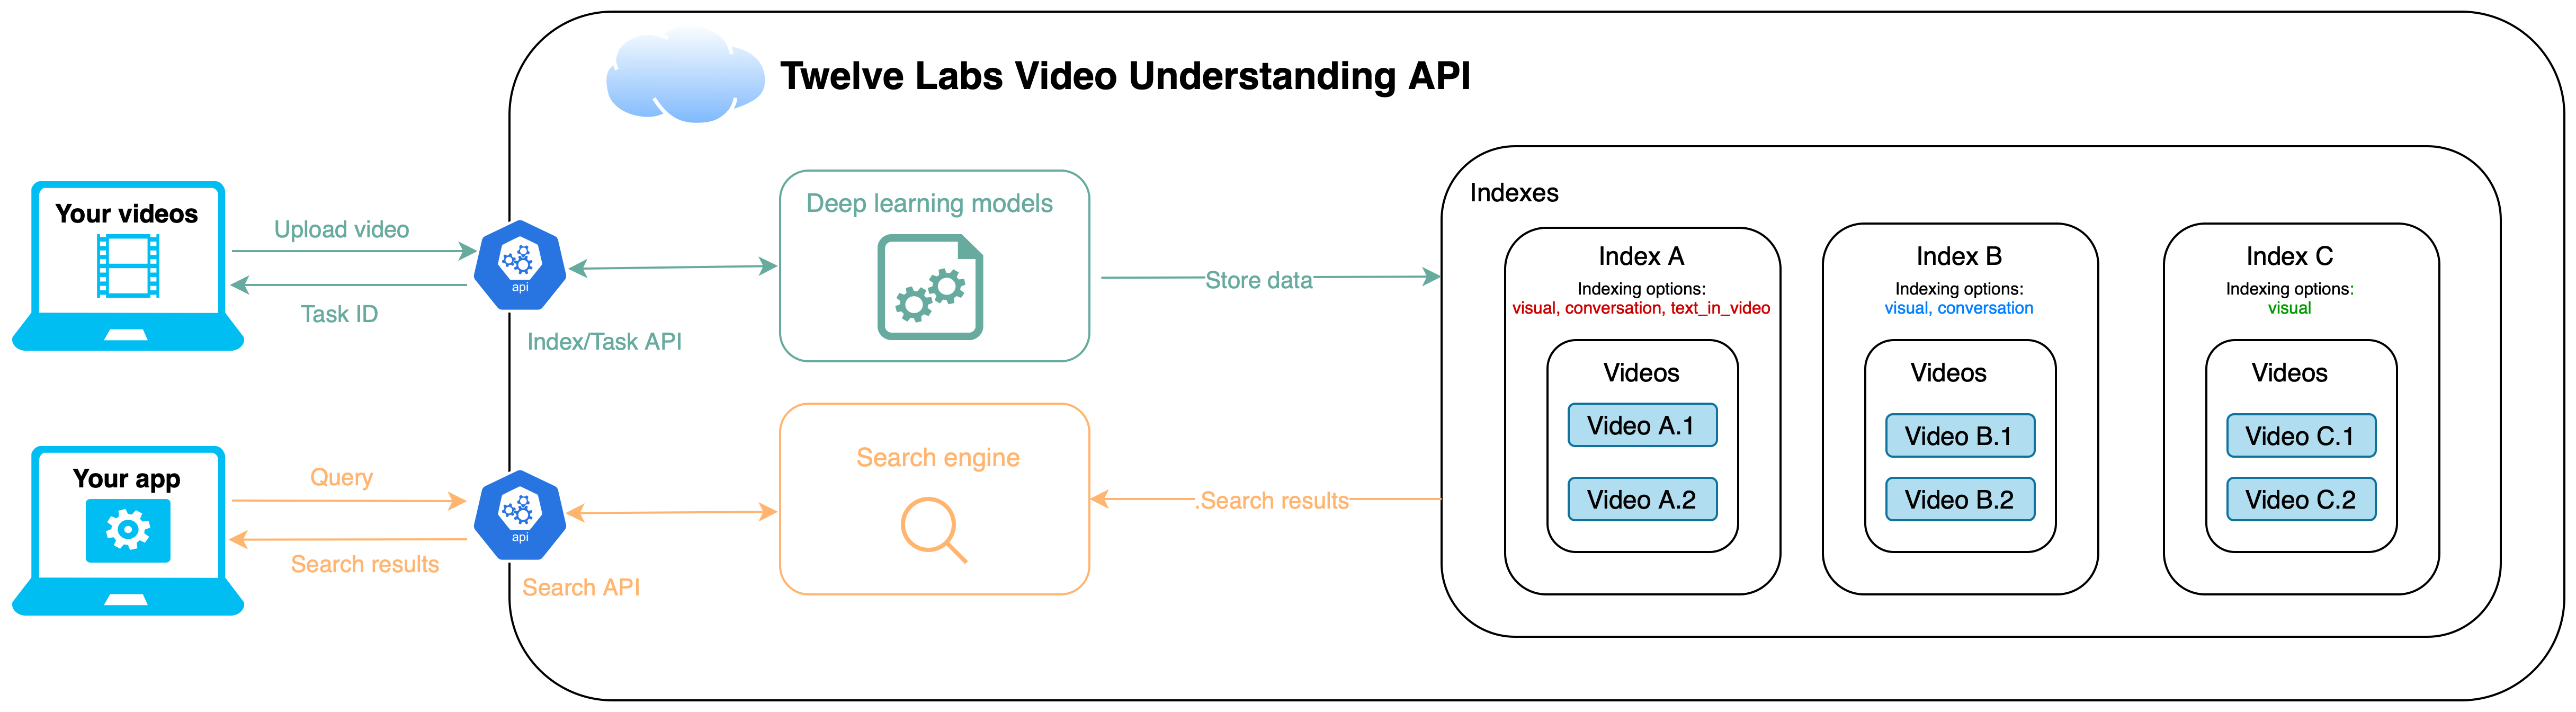 Twelve Labs Video Understanding API
Your videos
Upload video
Task ID
api
Index/Task API
Deep learning models
Store data
Your app
Query
Search results
api
Search API
Search engine
.Search results
Indexes
Index A
Indexing options:
visual, conversation, text_in_video
Videos
Video A.1
Video A.2
Index B
Indexing options:
visual, conversation
Videos
Video B.1
Video B.2
Index C
Indexing options:
visual
Videos
Video C.1
Video C.2